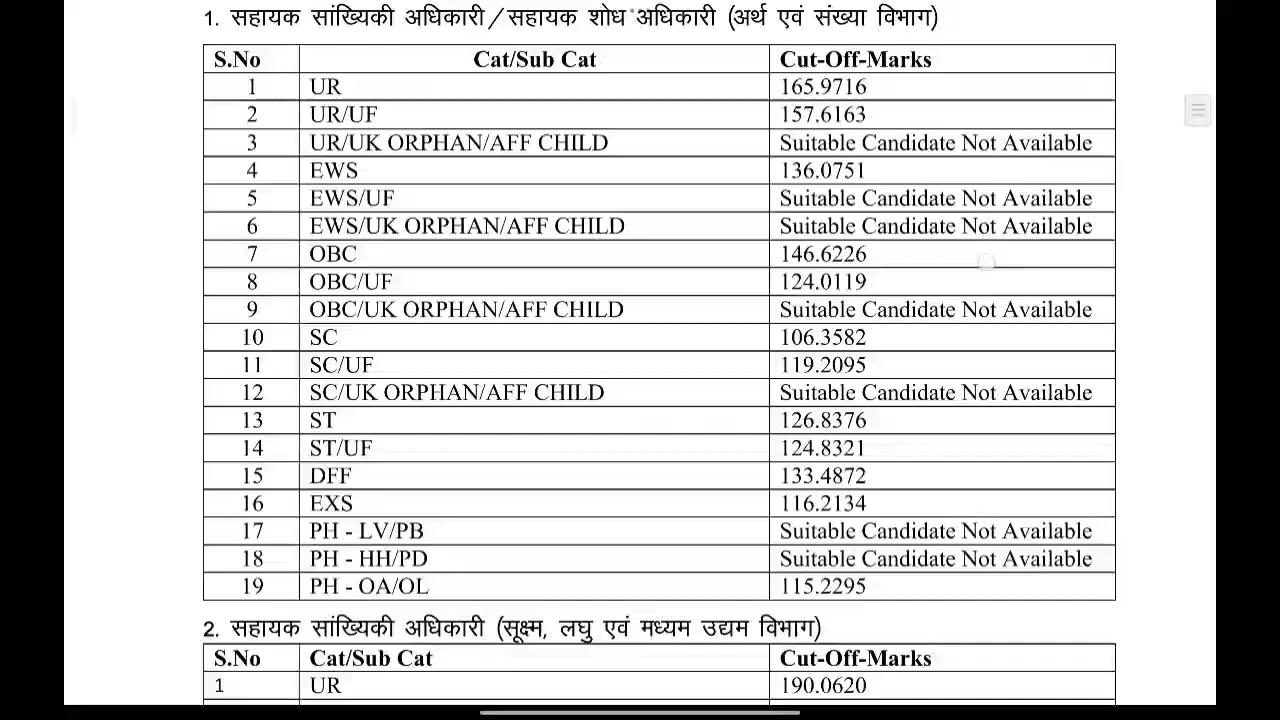 1. सहायक सांख्यिकी अधिकारी/सहायक शोध अधिकारी (अर्थ एवं संख्या विभाग)
S.No Cat/Sub Cat Cut-Off-Marks
1 UR 165.9716
2 UR/UF 157.6163
3 UR/UK ORPHAN/AFF CHILD Suitable Candidate Not Available
4 EWS 136.0751
5 EWS/UF Suitable Candidate Not Available
6 EWS/UK ORPHAN/AFF CHILD Suitable Candidate Not Available
7 OBC 146.6226
8 OBC/UF 124.0119
9 OBC/UK ORPHAN/AFF CHILD Suitable Candidate Not Available
10 SC 106.3582
11 SC/UF 119.2095
12 SC/UK ORPHAN/AFF CHILD Suitable Candidate Not Available
13 ST 126.8376
14 ST/UF 124.8321
15 DFF 133.4872
16 EXS 116.2134
17 PH - LV/PB Suitable Candidate Not Available
18 PH - HH/PD Suitable Candidate Not Available
19 PH - OA/OL 115.2295
2. सहायक सांख्यिकी अधिकारी (सूक्ष्म, लघु एवं मध्यम उद्यम विभाग)
S.No Cat/Sub Cat Cut-Off-Marks
1 UR 190.0620